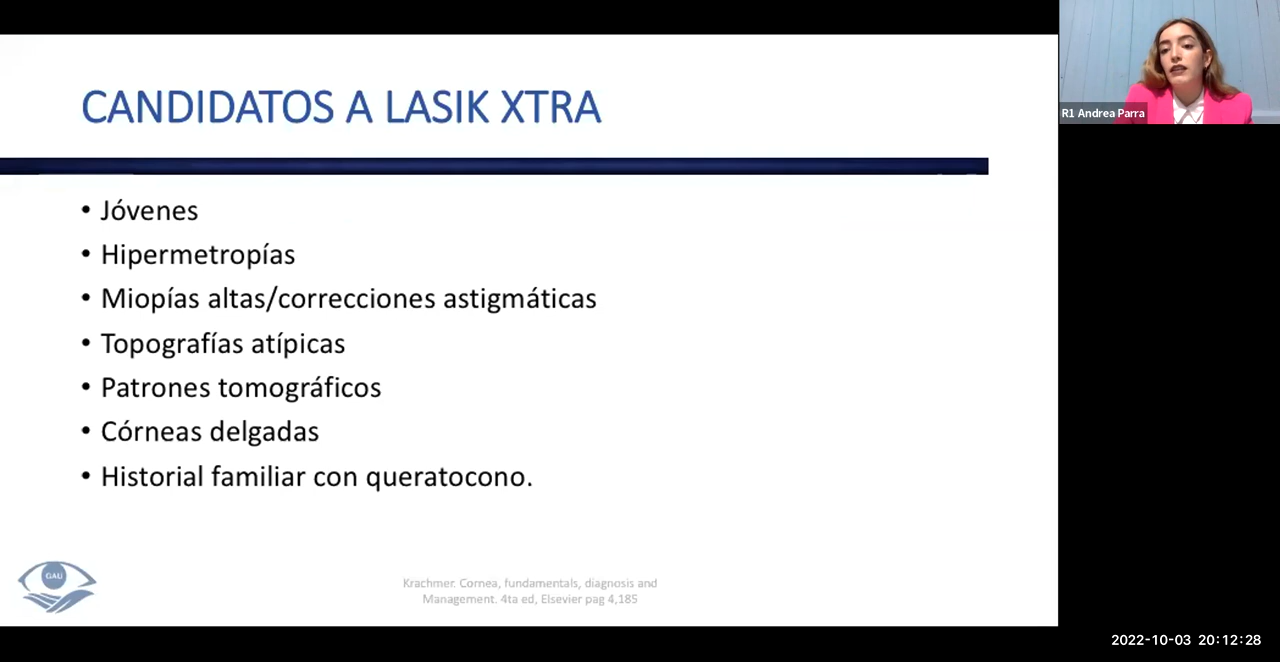 CANDIDATOS A LASIK XTRA
• Jóvenes
• Hipermetropías
• Miopías altas/correcciones astigmáticas
• Topografías atípicas
• Patrones tomográficos
• Córneas delgadas
• Historial familiar con queratocono.
GAU
Krachmer. Cornea, fundamentals, diagnosis and
Management. 4ta ed, Elsevier pag 4,185
R1 Andrea Parra
2022-10-03 20:12:28